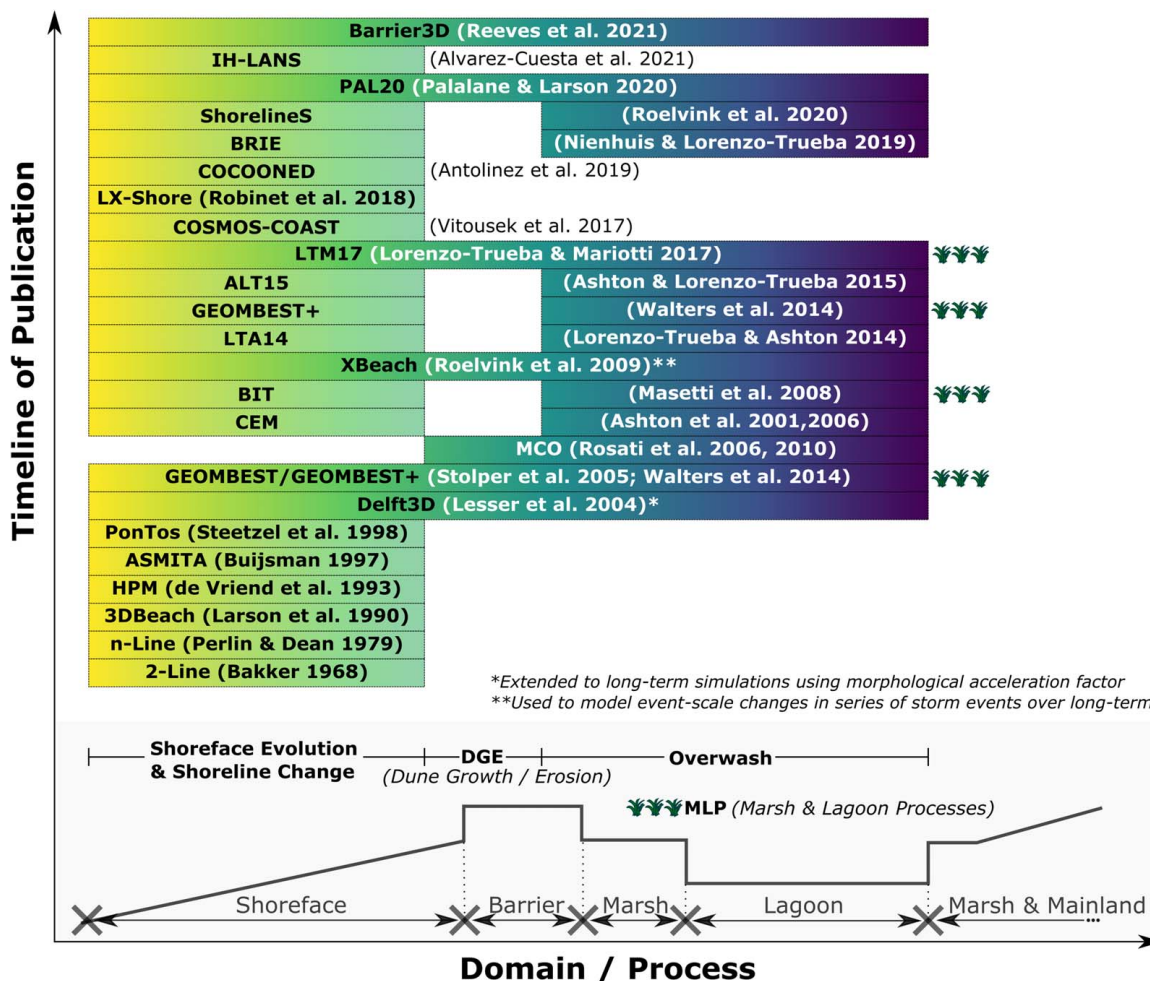 Timeline of Publication
Barrier3D (Reeves et al. 2021)
IH-LANS (Alvarez-Cuesta et al. 2021)
PAL20 (Palalane & Larson 2020)
ShorelineS (Roelvink et al. 2020)
BRIE (Nienhuis & Lorenzo-Trueba 2019)
COCOONED (Antolinez et al. 2019)
LX-Shore (Robinet et al. 2018)
COSMOS-COAST (Vitousek et al. 2017)
LTM17 (Lorenzo-Trueba & Mariotti 2017)
ALT15 (Ashton & Lorenzo-Trueba 2015)
GEOMBEST+ (Walters et al. 2014)
LTA14 (Lorenzo-Trueba & Ashton 2014)
XBeach (Roelvink et al. 2009)**
BIT (Masetti et al. 2008)
CEM (Ashton et al. 2001,2006)
MCO (Rosati et al. 2006, 2010)
GEOMBEST/GEOMBEST+ (Stolper et al. 2005; Walters et al. 2014)
Delft3D (Lesser et al. 2004)*
PonTos (Steetzel et al. 1998)
ASMITA (Buijsman 1997)
HPM (de Vriend et al. 1993)
3DBeach (Larson et al. 1990)
n-Line (Perlin & Dean 1979)
2-Line (Bakker 1968)
*Extended to long-term simulations using morphological acceleration factor
**Used to model event-scale changes in series of storm events over long-term
Shoreface Evolution
& Shoreline Change
DGE
(Dune Growth / Erosion)
Overwash
MLP (Marsh & Lagoon Processes)
Shoreface
Barrier
Marsh
Lagoon
Marsh & Mainland
...
Domain / Process